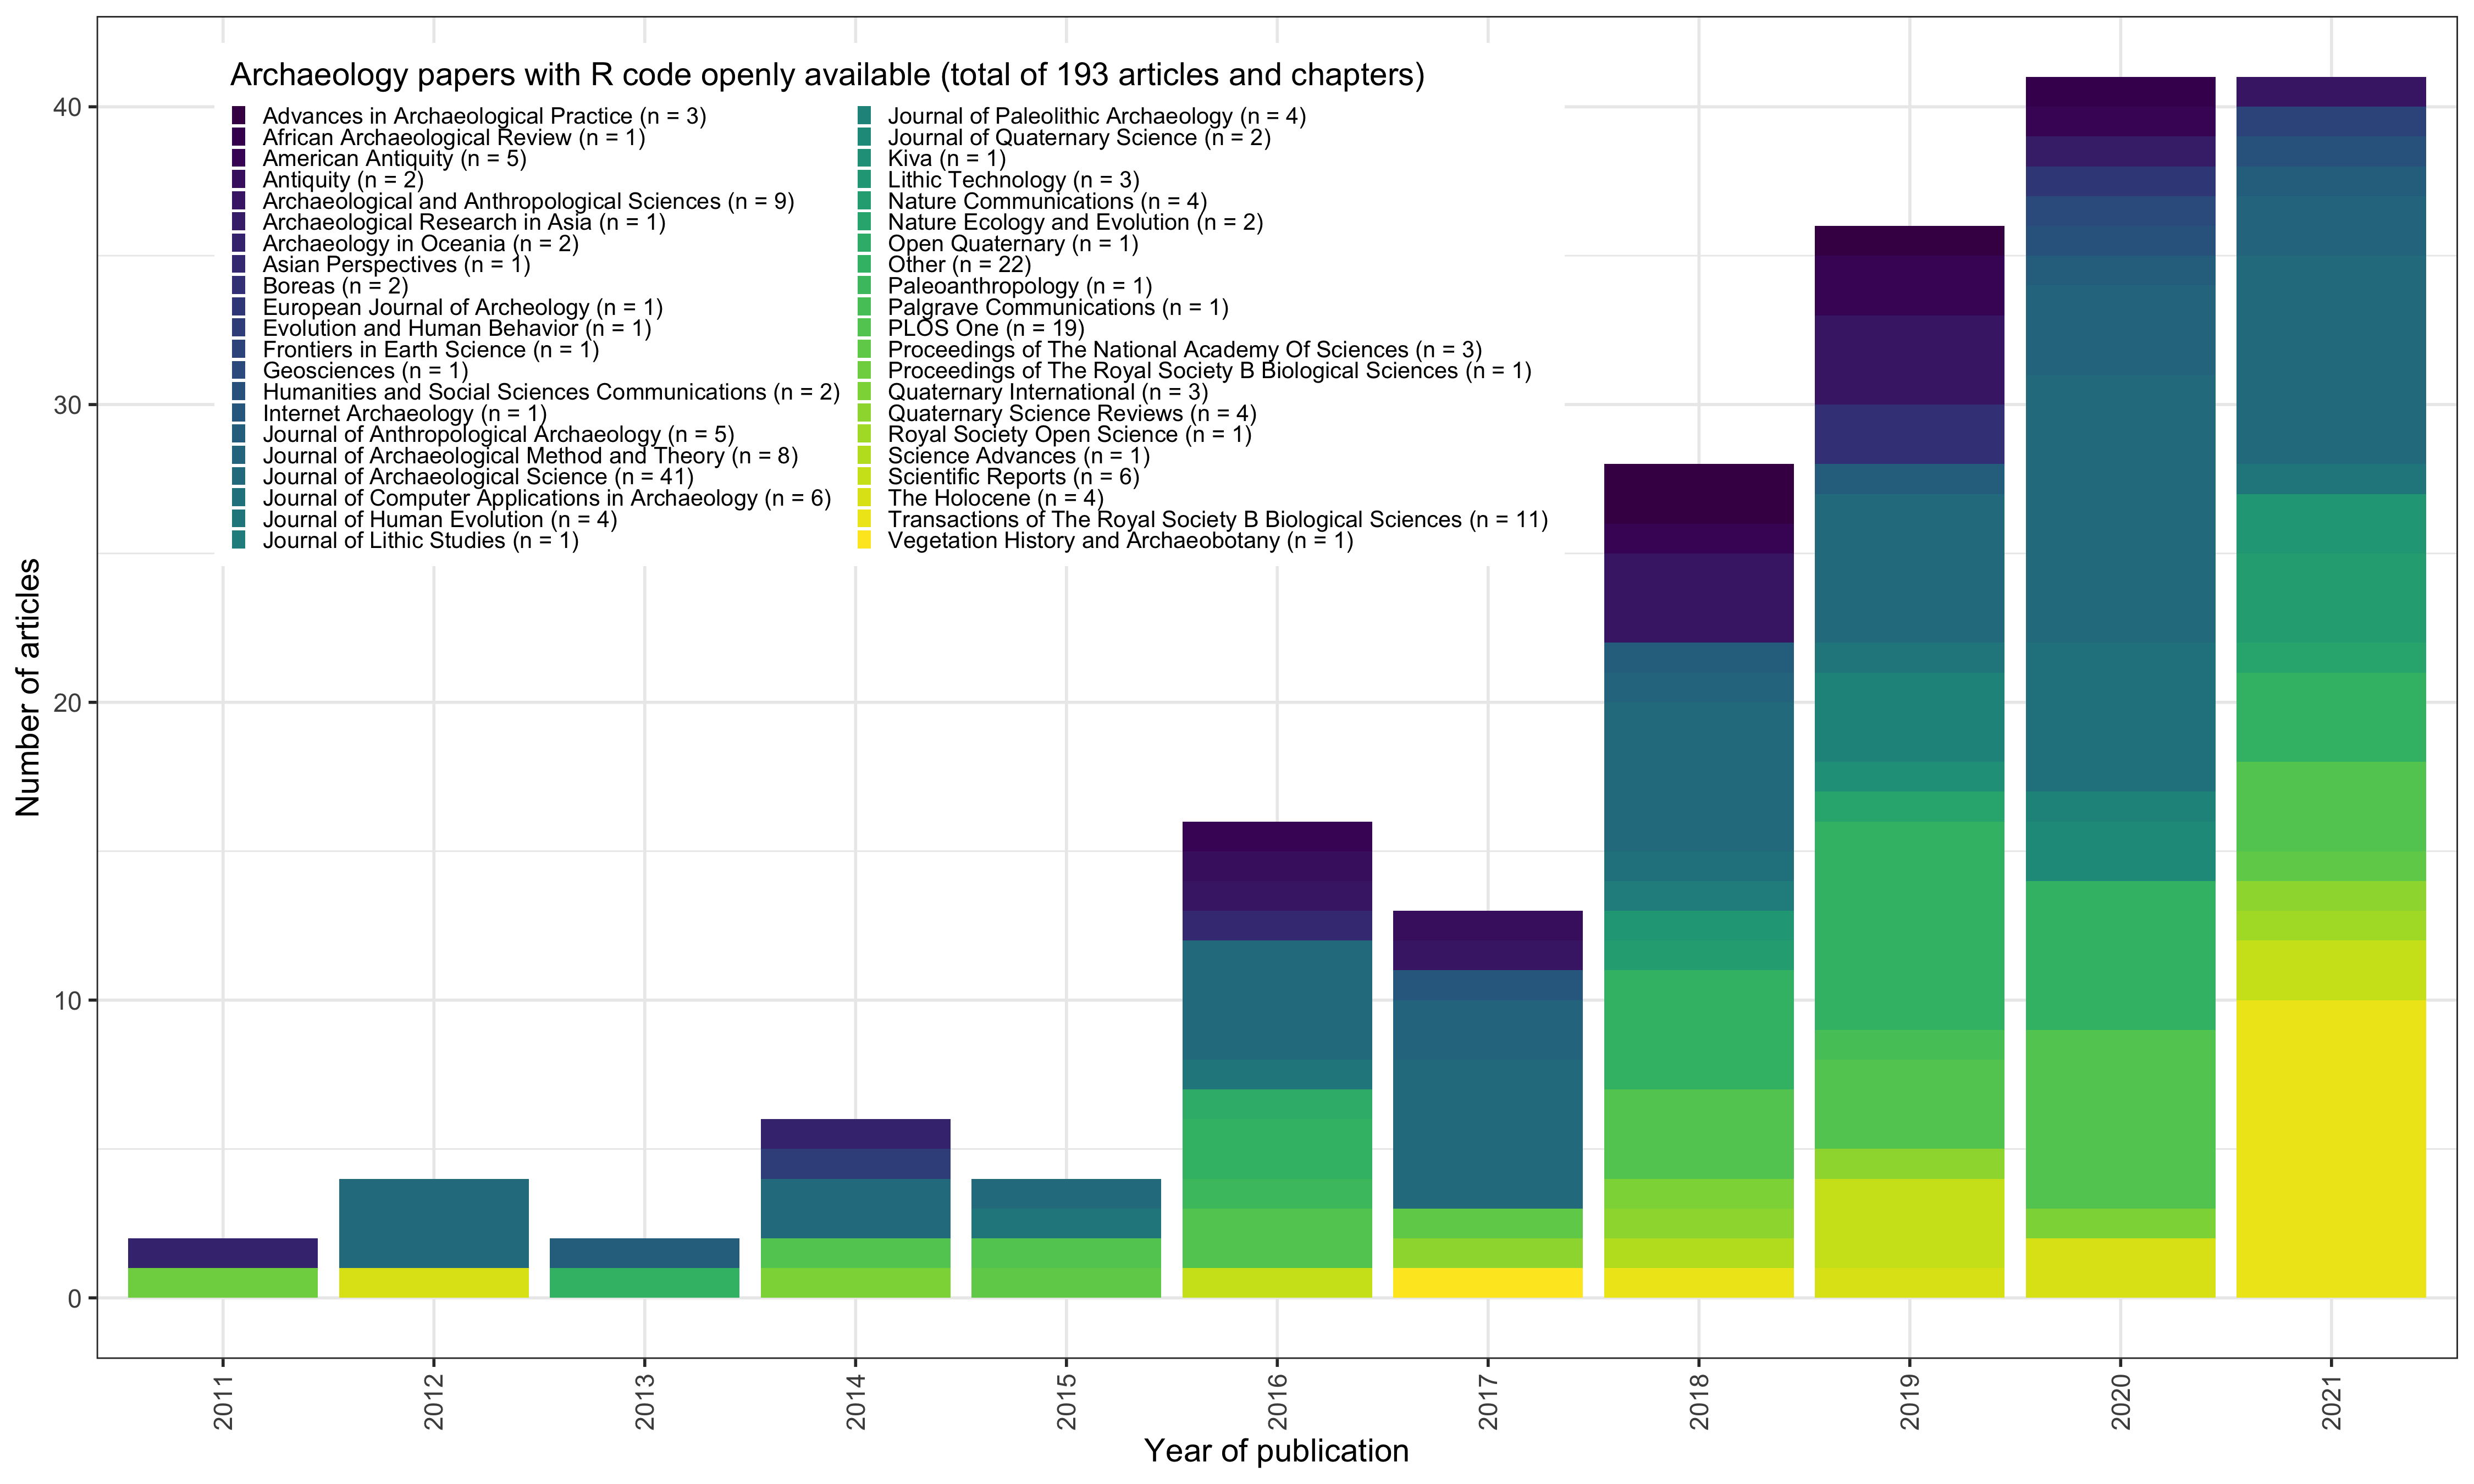 Archaeology papers with R code openly available (total of 193 articles and chapters)
Advances in Archaeological Practice (n = 3)
African Archaeological Review (n = 1)
American Antiquity (n = 5)
Antiquity (n = 2)
Archaeological and Anthropological Sciences (n = 9)
Archaeological Research in Asia (n = 1)
Archaeology in Oceania (n = 2)
Asian Perspectives (n = 1)
Boreas (n = 2)
European Journal of Archeology (n = 1)
Evolution and Human Behavior (n = 1)
Frontiers in Earth Science (n = 1)
Geosciences (n = 1)
Humanities and Social Sciences Communications (n = 2)
Internet Archaeology (n = 1)
Journal of Anthropological Archaeology (n = 5)
Journal of Archaeological Method and Theory (n = 8)
Journal of Archaeological Science (n = 41)
Journal of Computer Applications in Archaeology (n = 6)
Journal of Human Evolution (n = 4)
Journal of Lithic Studies (n = 1)
Journal of Paleolithic Archaeology (n = 4)
Journal of Quaternary Science (n = 2)
Kiva (n = 1)
Lithic Technology (n = 3)
Nature Communications (n = 4)
Nature Ecology and Evolution (n = 2)
Open Quaternary (n = 1)
Other (n = 22)
Paleoanthropology (n = 1)
Palgrave Communications (n = 1)
PLOS One (n = 19)
Proceedings of The National Academy Of Sciences (n = 3)
Proceedings of The Royal Society B Biological Sciences (n = 1)
Quaternary International (n = 3)
Quaternary Science Reviews (n = 4)
Royal Society Open Science (n = 1)
Science Advances (n = 1)
Scientific Reports (n = 6)
The Holocene (n = 4)
Transactions of The Royal Society B Biological Sciences (n = 11)
Vegetation History and Archaeobotany (n = 1)
Number of articles
40
30
20
10
0
2011
2012
2013
2014
2015
2016
2017
2018
2019
2020
2021
Year of publication